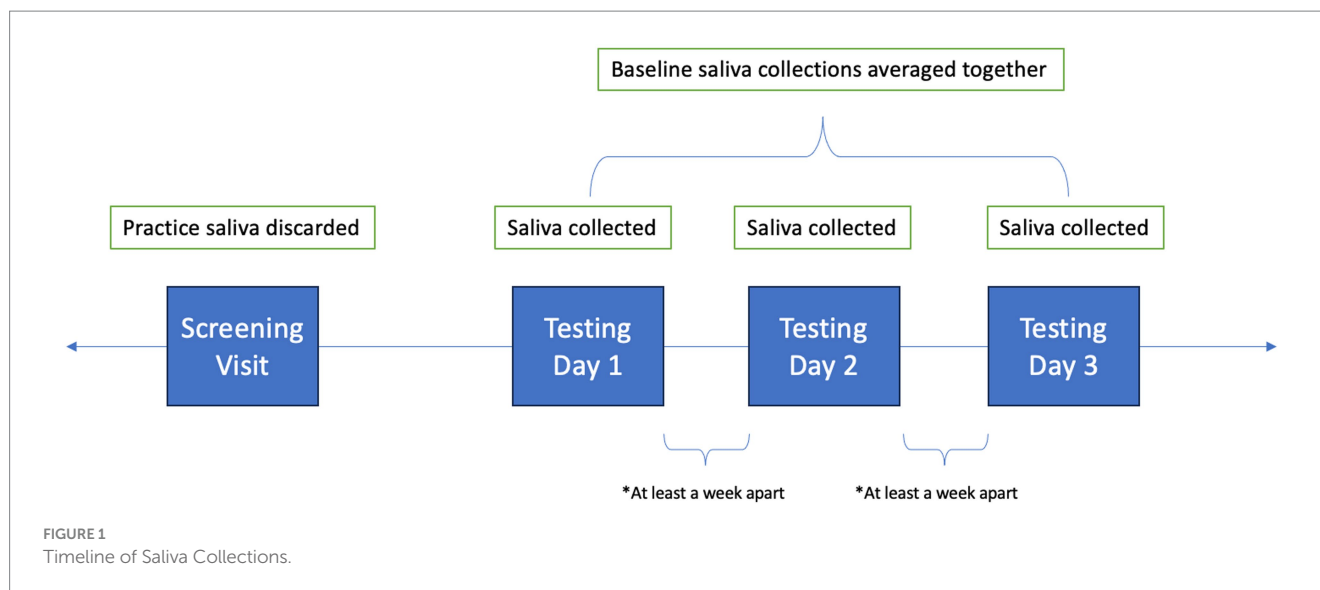 Baseline saliva collections averaged together
Practice saliva discarded
Saliva collected
Saliva collected
Saliva collected
Screening
Visit
Testing
Day 1
Testing
Day 2
Testing
Day 3
*At least a week apart
*At least a week apart
FIGURE 1
Timeline of Saliva Collections.